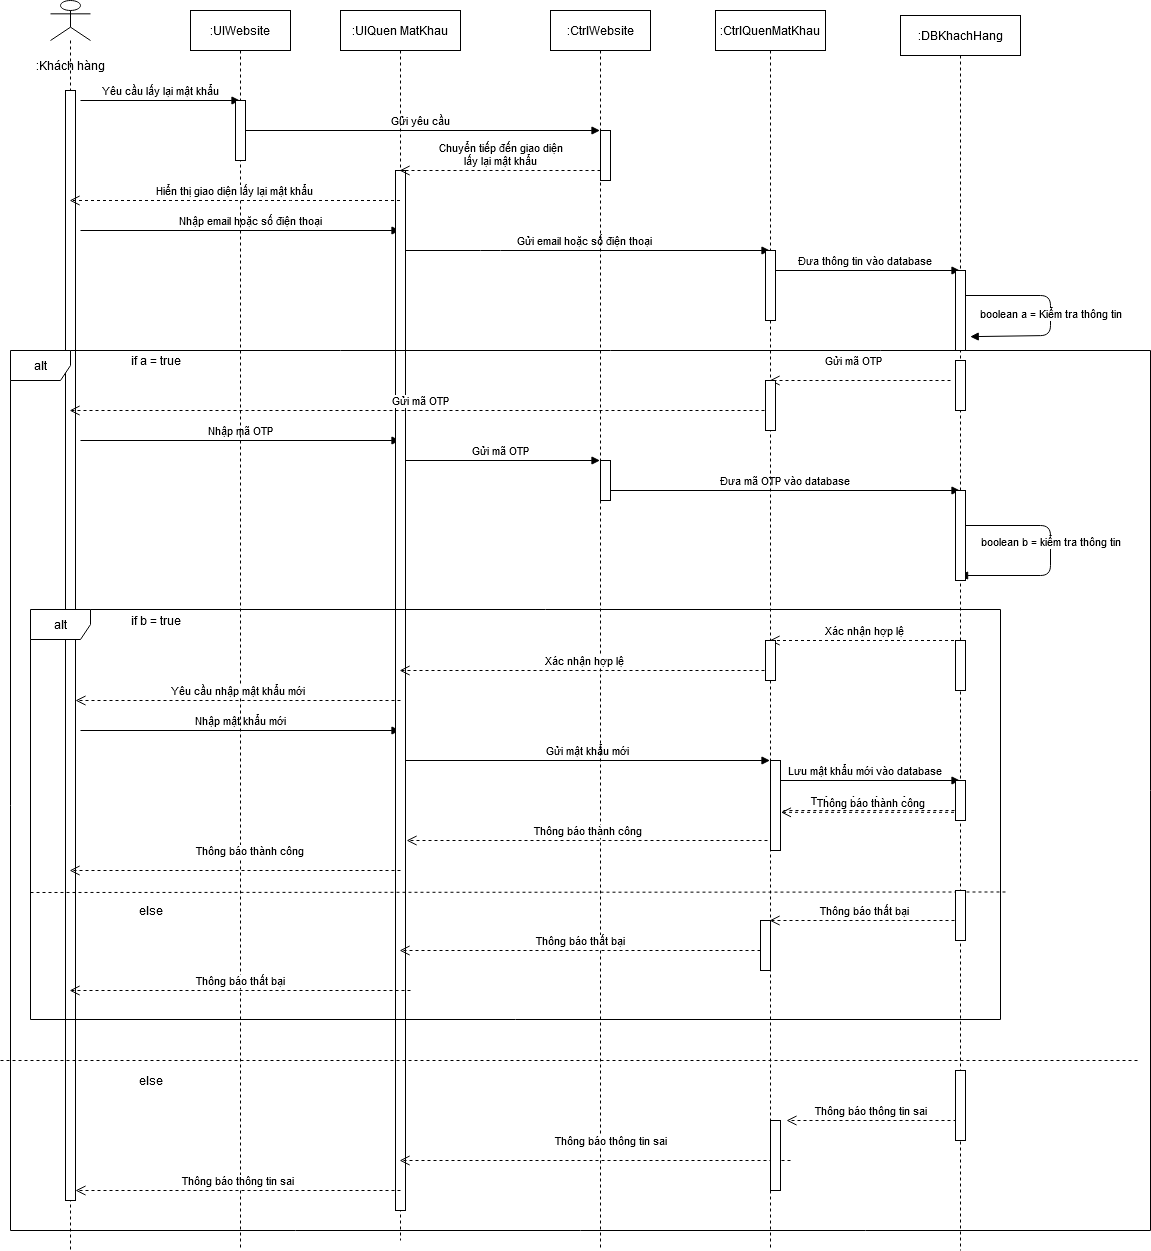 :UIWebsite
:UIQuen MatKhau
:CtrlWebsite
:CtrlQuenMatKhau
:DBKhachHang
:Khách hàng
Yêu cầu lấy lại mật khẩu
Gửi yêu cầu
Chuyển tiếp đến giao diện
lấy lại mật khẩu
Hiển thị giao diện lấy lại mật khẩu
Nhập email hoặc số điện thoại
Gửi email hoặc số điện thoại
Đưa thông tin vào database
boolean a = Kiểm tra thông tin
alt
if a = true
Gửi mã OTP
Gửi mã OTP
Nhập mã OTP
Gửi mã OTP
Đưa mã OTP vào database
boolean b = kiểm tra thông tin
alt
if b = true
Xác nhận hợp lệ
Xác nhận hợp lệ
Yêu cầu nhập mật khẩu mới
Nhập mật khẩu mới
Gửi mật khẩu mới
Lưu mật khẩu mới vào database
Thông báo thành công
Thông báo thành công
Thông báo thành công
else
Thông báo thất bại
Thông báo thất bại
Thông báo thất bại
else
Thông báo thông tin sai
Thông báo thông tin sai
Thông báo thông tin sai